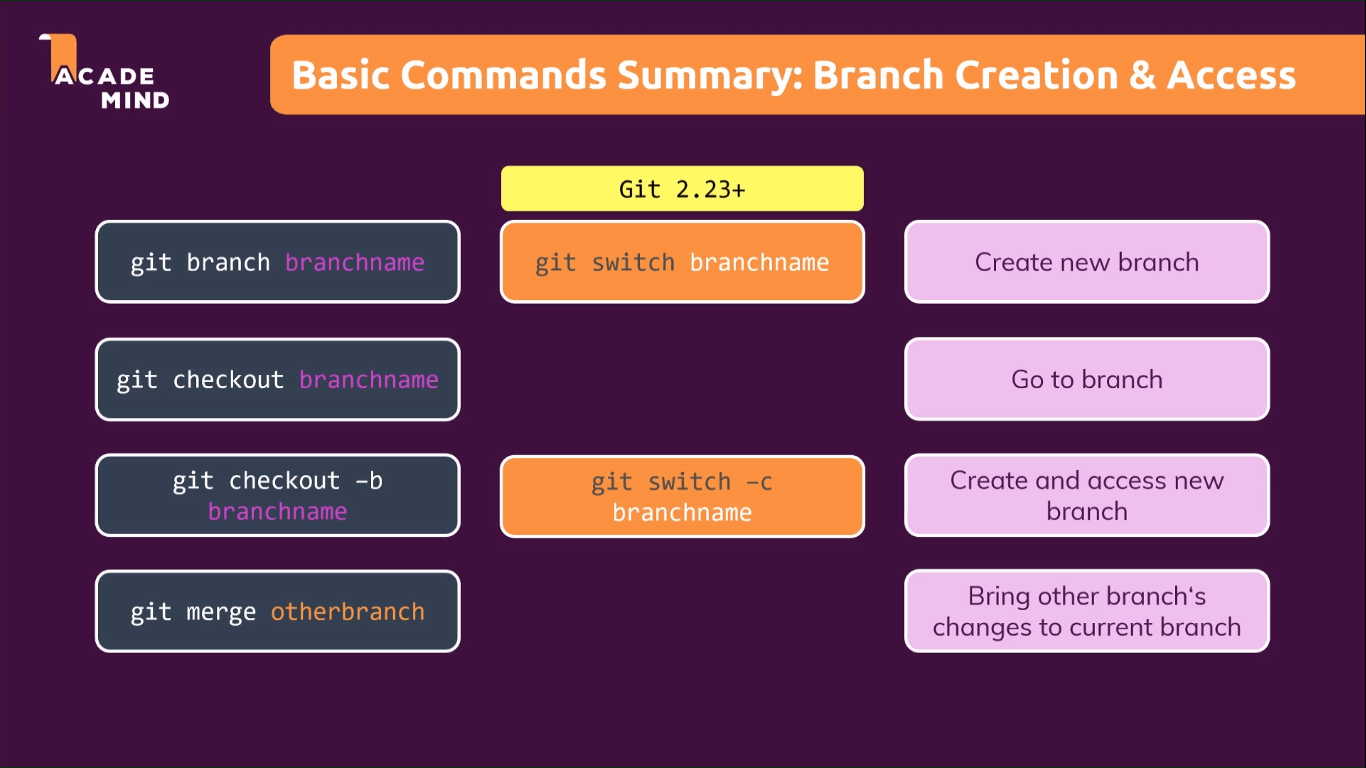 ACADE
MIND
Basic Commands Summary: Branch Creation & Access
Git 2.23+
git branch branchname
git switch branchname
Create new branch
git checkout branchname
Go to branch
git checkout –b
branchname
git switch –c
branchname
Create and access new
branch
git merge otherbranch
Bring other branch‘s
changes to current branch